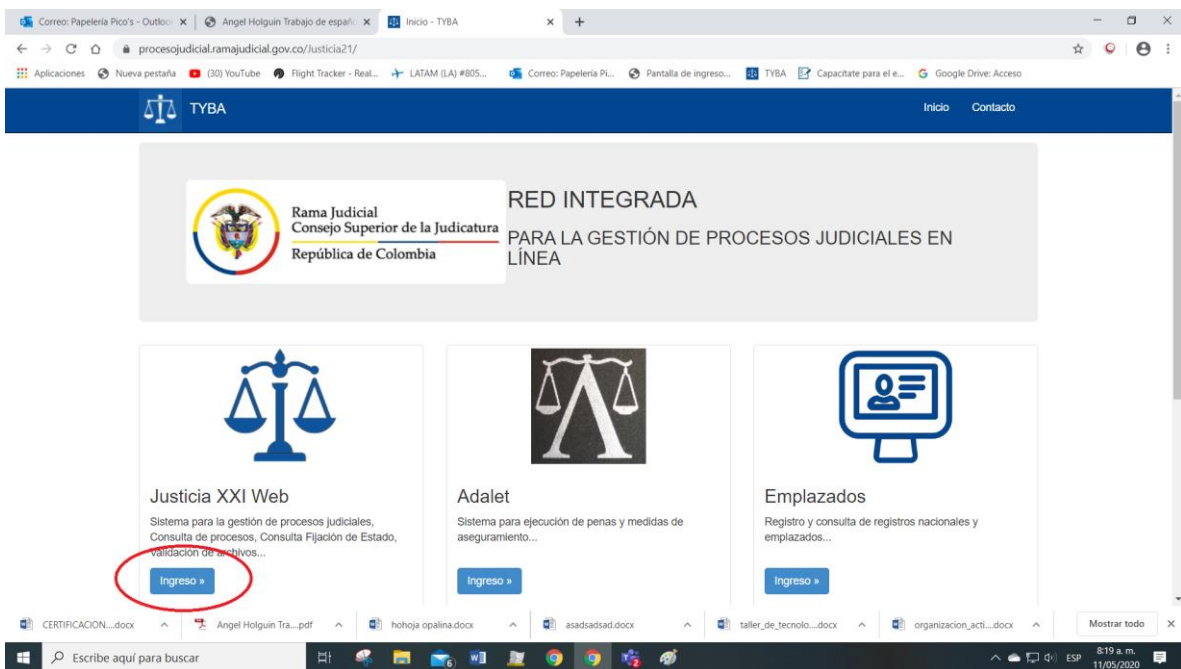 Correo: Papelería Pico's - Outloo
Angel Holguin Trabajo de españo
Inicio - TYBA
procesojudicial.ramajudicial.gov.co/Justicia21/
Aplicaciones
Nueva pestaña
(30) YouTube
Flight Tracker - Real...
LATAM (LA) #805...
Correo: Papelería Pi...
Pantalla de ingreso...
TYBA
Capacítate para el e...
Google Drive: Acceso
TYBA
Inicio
Contacto
Rama Judicial
Consejo Superior de la Judicatura
República de Colombia
RED INTEGRADA
PARA LA GESTIÓN DE PROCESOS JUDICIALES EN
LÍNEA
Justicia XXI Web
Sistema para la gestión de procesos judiciales,
Consulta de procesos, Consulta Fijación de Estado,
Validación de archivos...
Ingreso »
Adalet
Sistema para ejecución de penas y medidas de
aseguramiento...
Ingreso »
Emplazados
Registro y consulta de registros nacionales y
emplazados...
Ingreso »
CERTIFICACION....docx
Angel Holguin Tra....pdf
hohoja opalina.docx
asadsadsad.docx
taller_de_tecnolo....docx
organizacion_acti....docx
Mostrar todo
Escribe aquí para buscar
6
ESP
8:19 a. m.
11/05/2020